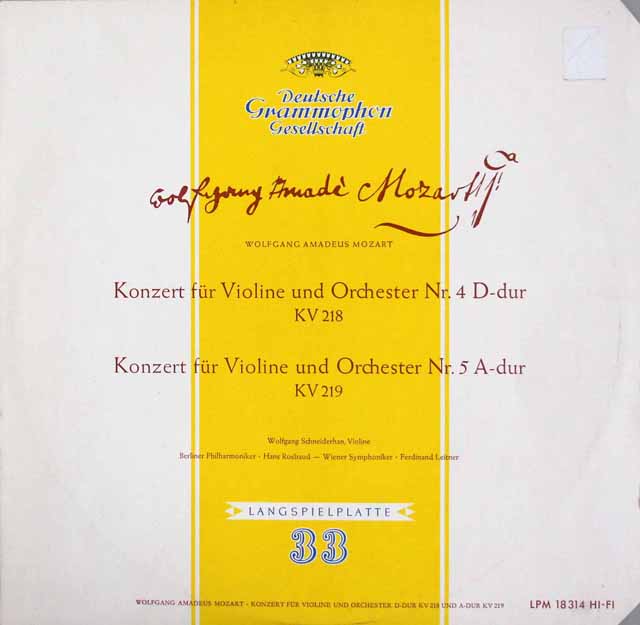 Deutsche
Grammophon
Gesellschaft
Wolfgang Amadè Mozart
WOLFGANG AMADEUS MOZART
Konzert für Violine und Orchester Nr. 4 D-dur
KV 218
Konzert für Violine und Orchester Nr. 5 A-dur
KV 219
Wolfgang Schneiderhan, Violine
Berliner Philharmoniker · Hans Rosbaud — Wiener Symphoniker · Ferdinand Leitner
LANGSPIELPLATTE
33
WOLFGANG AMADEUS MOZART · KONZERT FÜR VIOLINE UND ORCHESTER D-DUR KV 218 UND A-DUR KV 219
LPM 18314 HI-FI